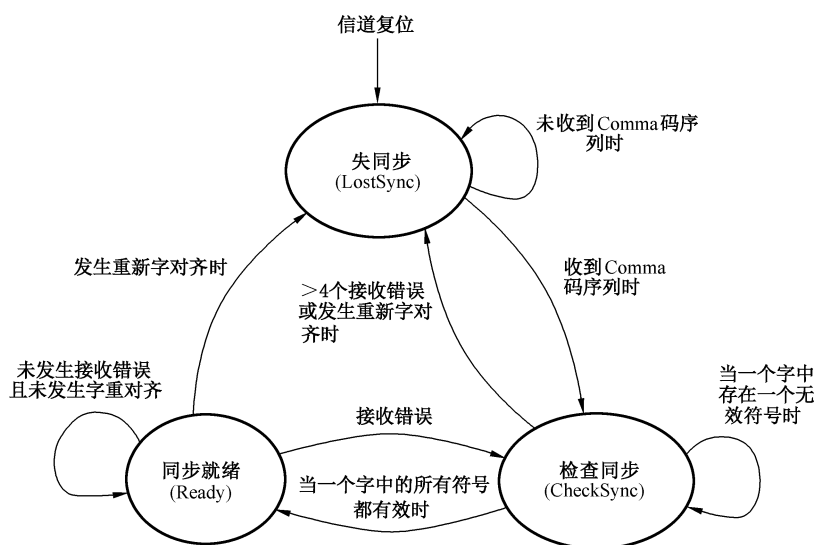 信道复位
未收到Comma码序
列时
失同步
(LostSync)
发生重新字对齐时
>4个接收错误
或发生重新字对
齐时
收到Comma
码序列时
未发生接收错误
且未发生字重对齐
当一个字中
存在一个无
效符号时
接收错误
同步就绪
(Ready)
当一个字中的所有符号
都有效时
检查同步
(CheckSync)